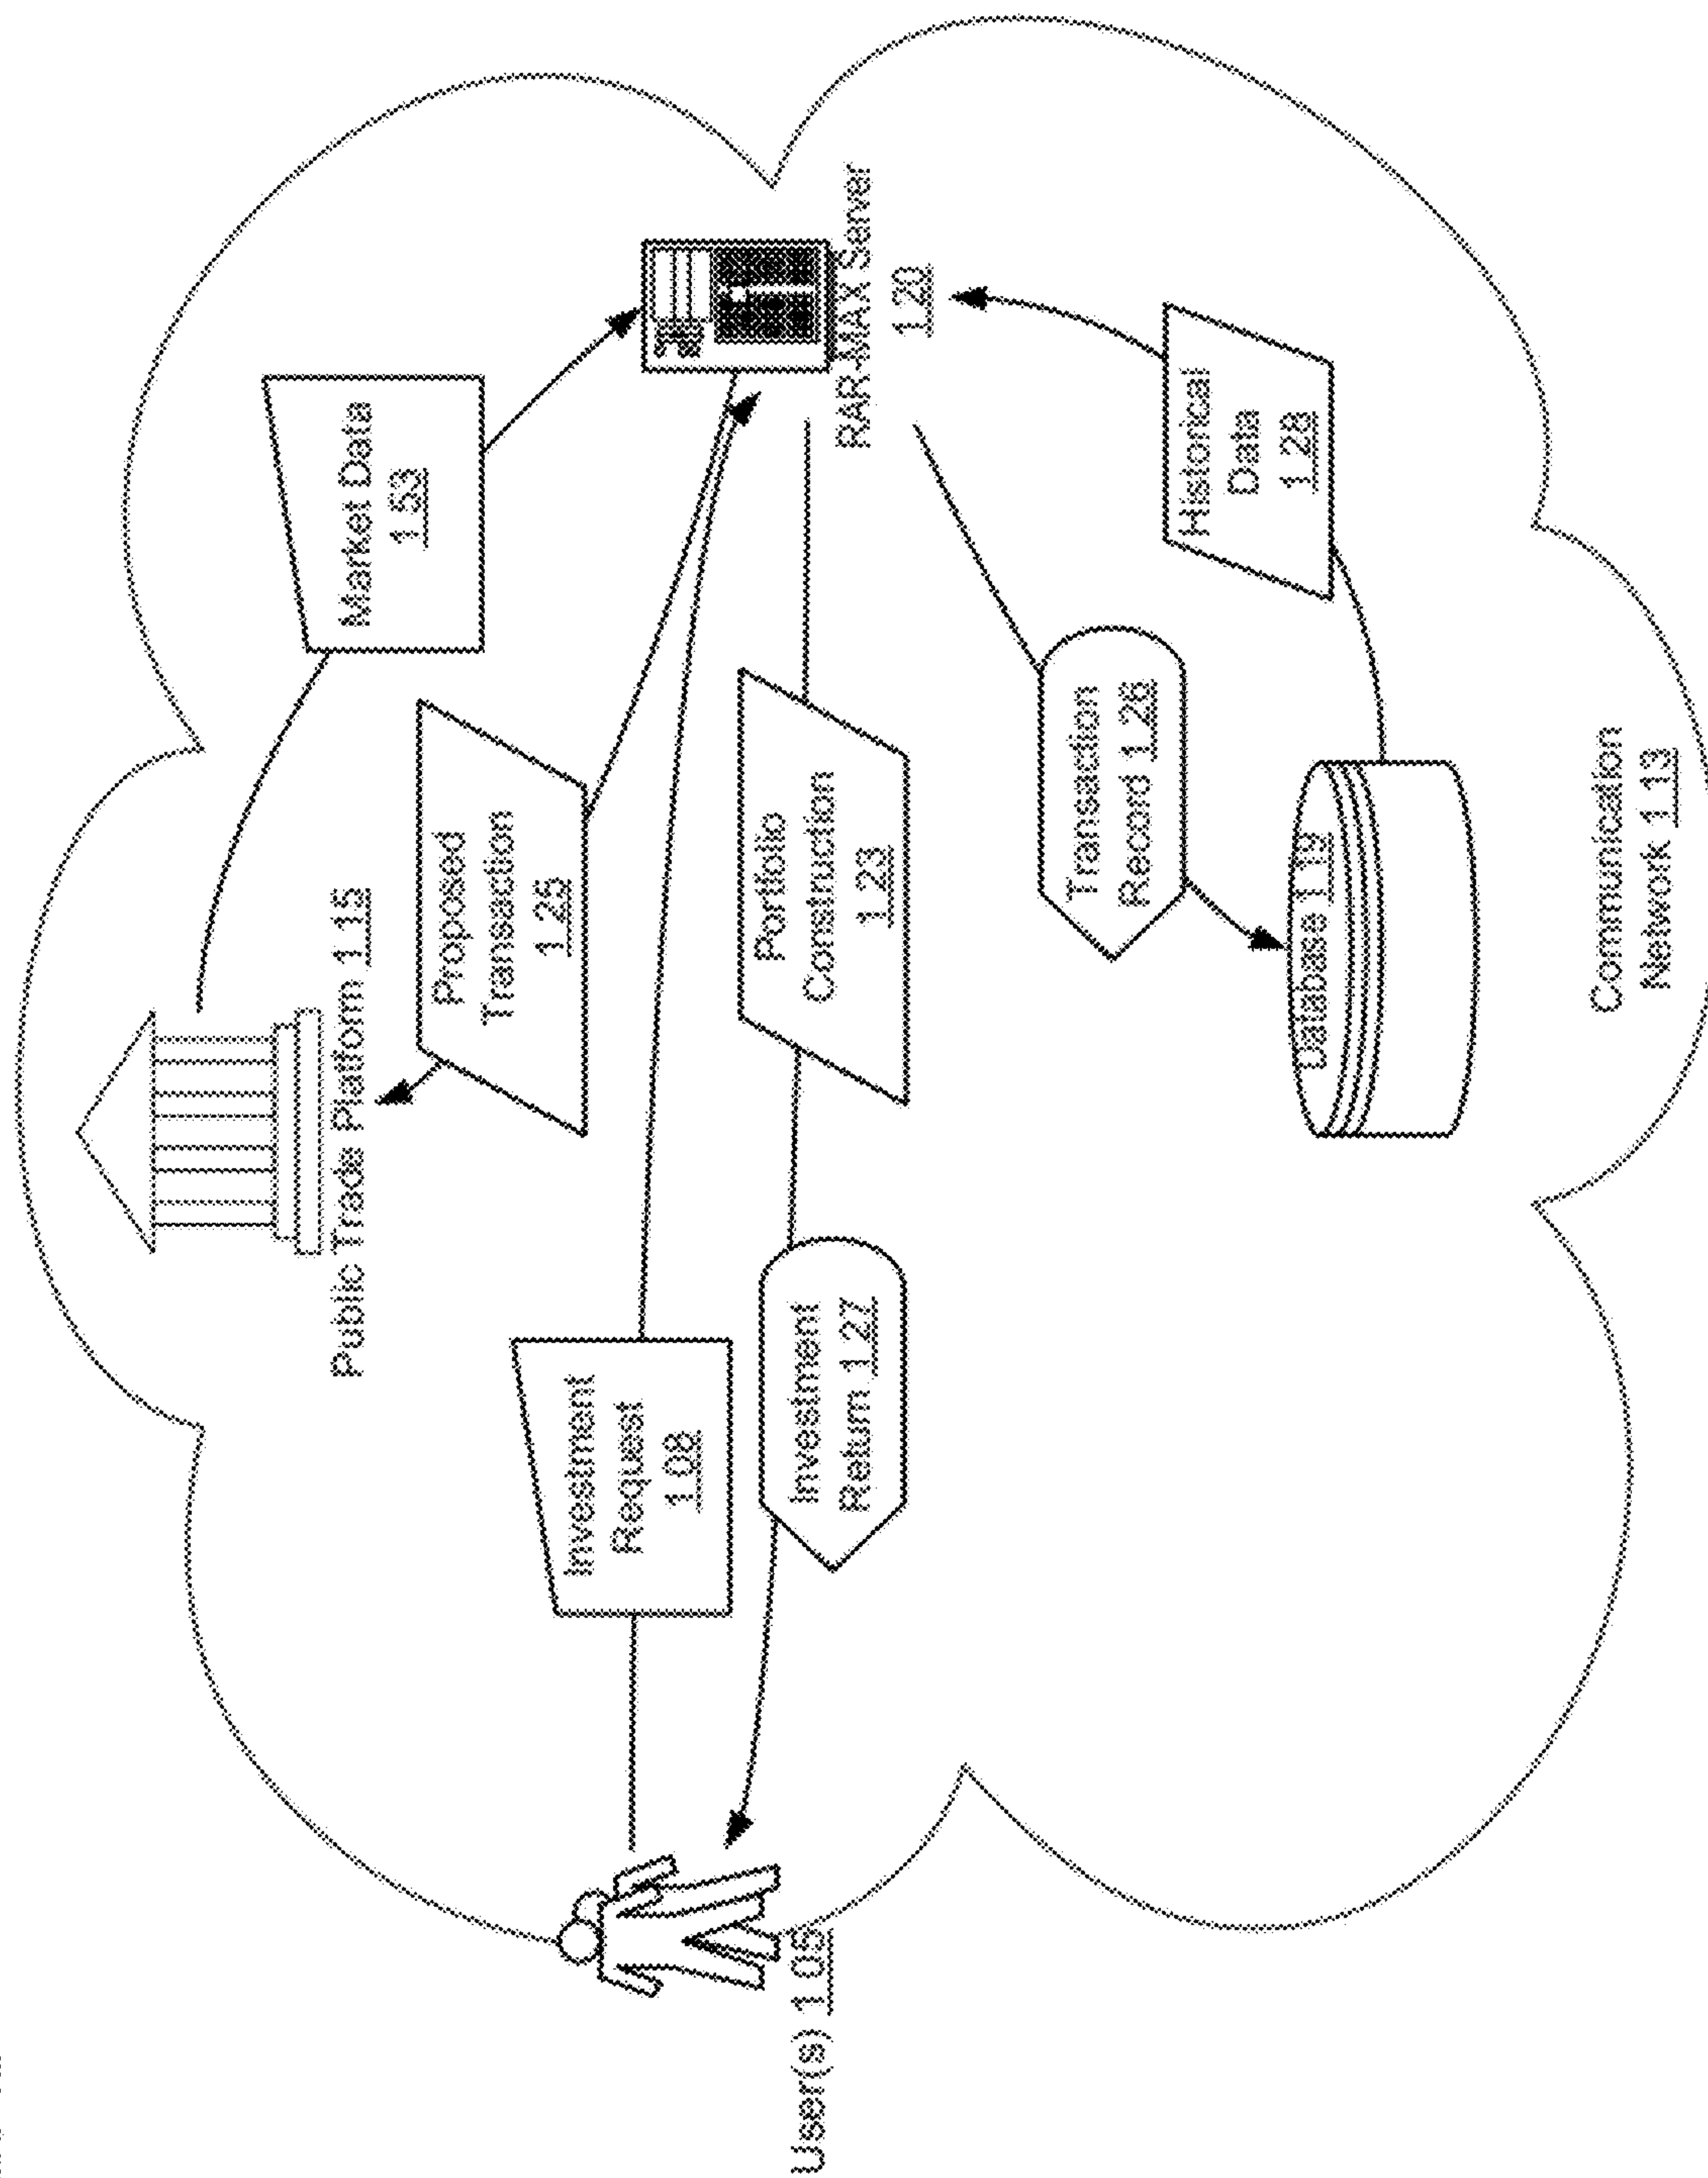 Public Trade Platform 115
Market Data
153
Proposed
Transaction
125
Investment
Request
108
User(s) 105
Investment
Return 127
Portfolio
Construction
123
RAR-MAX Server
120
Transaction
Record 126
Historical
Data
128
Database 119
Communication
Network 113